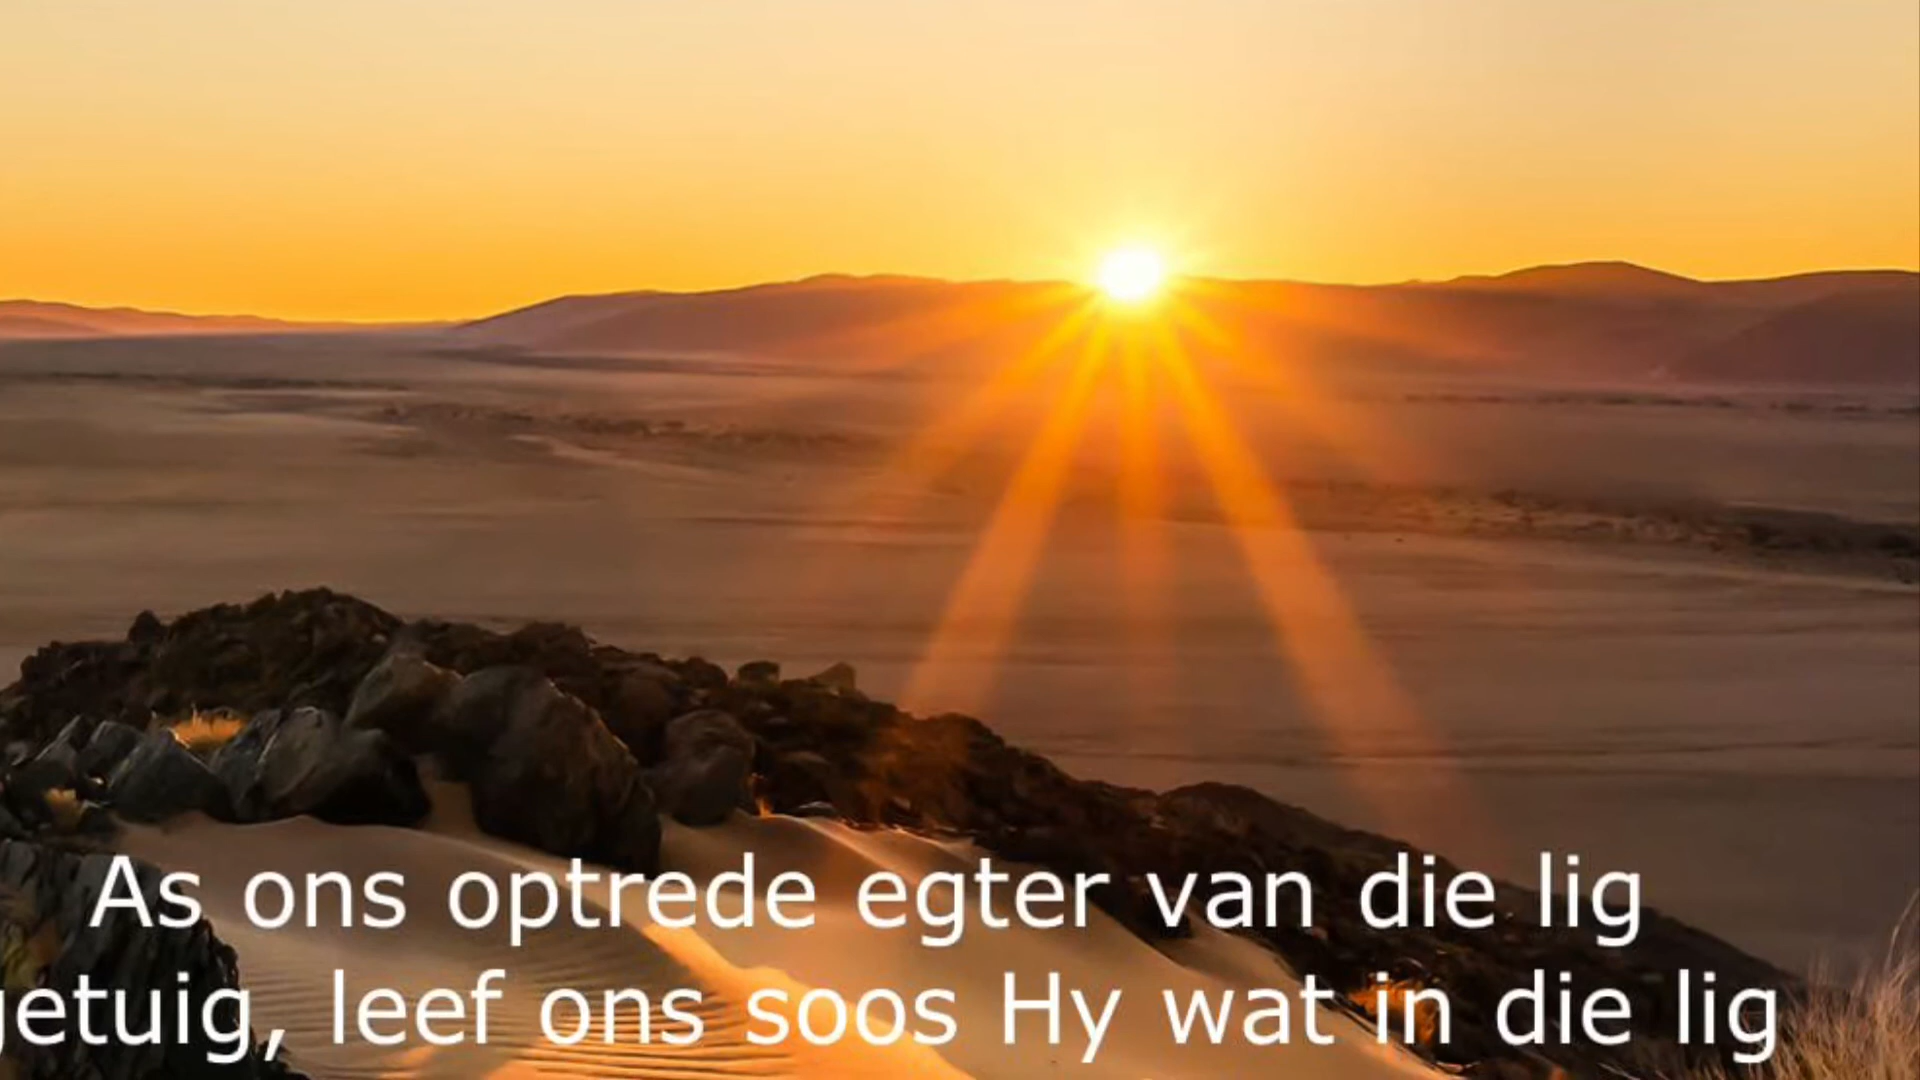 As ons optrede egter van die lig
getuig, leef ons soos Hy wat in die lig